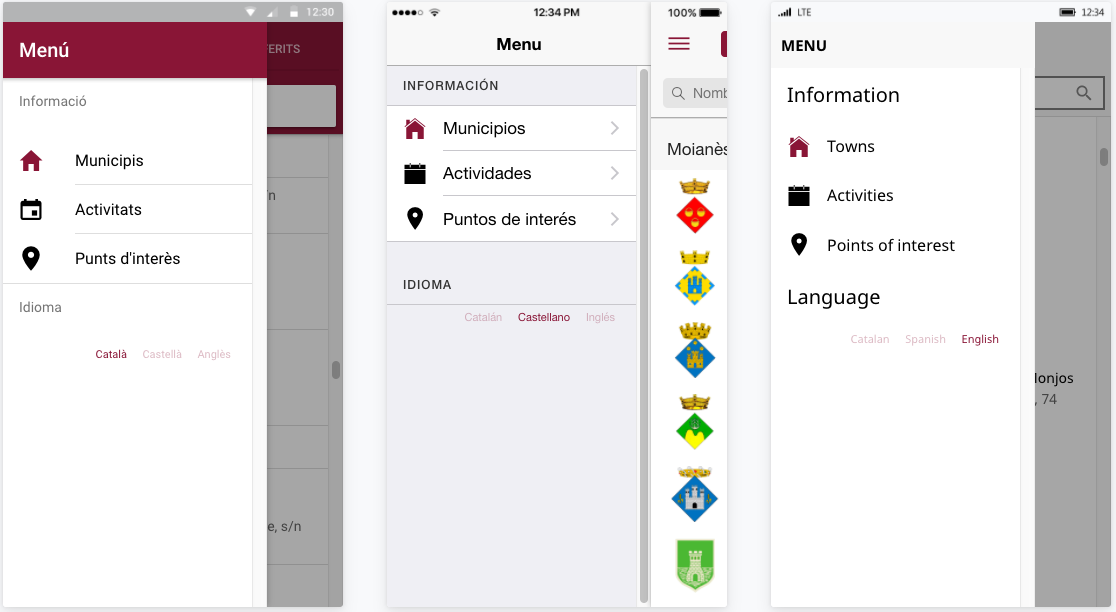 12:30
Menú
ERITS
Informació
Municipis
/n
Activitats
Punts d'interès
Idioma
Català Castellà Anglès
e, s/n
12:34 PM 100%
Menu
INFORMACIÓN
Nomb
Municipios
Moianès
Actividades
Puntos de interés
IDIOMA
Catalán Castellano Inglés
LTE 12:34
MENU
Information
Towns
Activities
Points of interest
Language
Catalan Spanish English
lonjos
, 74